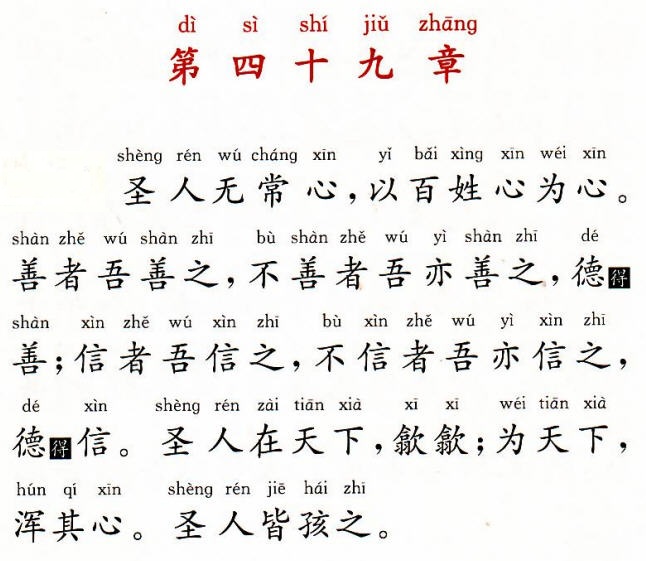 dì sì shí jiǔ zhāng
第四十九章
shèng rén wú cháng xīn yǐ bǎi xìng xīn wéi xīn
圣人无常心，以百姓心为心。
shàn zhě wú shàn zhī bù shàn zhě wú yì shàn zhī dé
善者吾善之，不善者吾亦善之，德得
shàn xìn zhě wú xìn zhī bù xìn zhě wú yì xìn zhī
善；信者吾信之，不信者吾亦信之，
dé xìn shèng rén zài tiān xià xī xī wéi tiān xià
德得信。圣人在天下，歙歙；为天下，
hún qí xīn shèng rén jiē hái zhī
浑其心。圣人皆孩之。